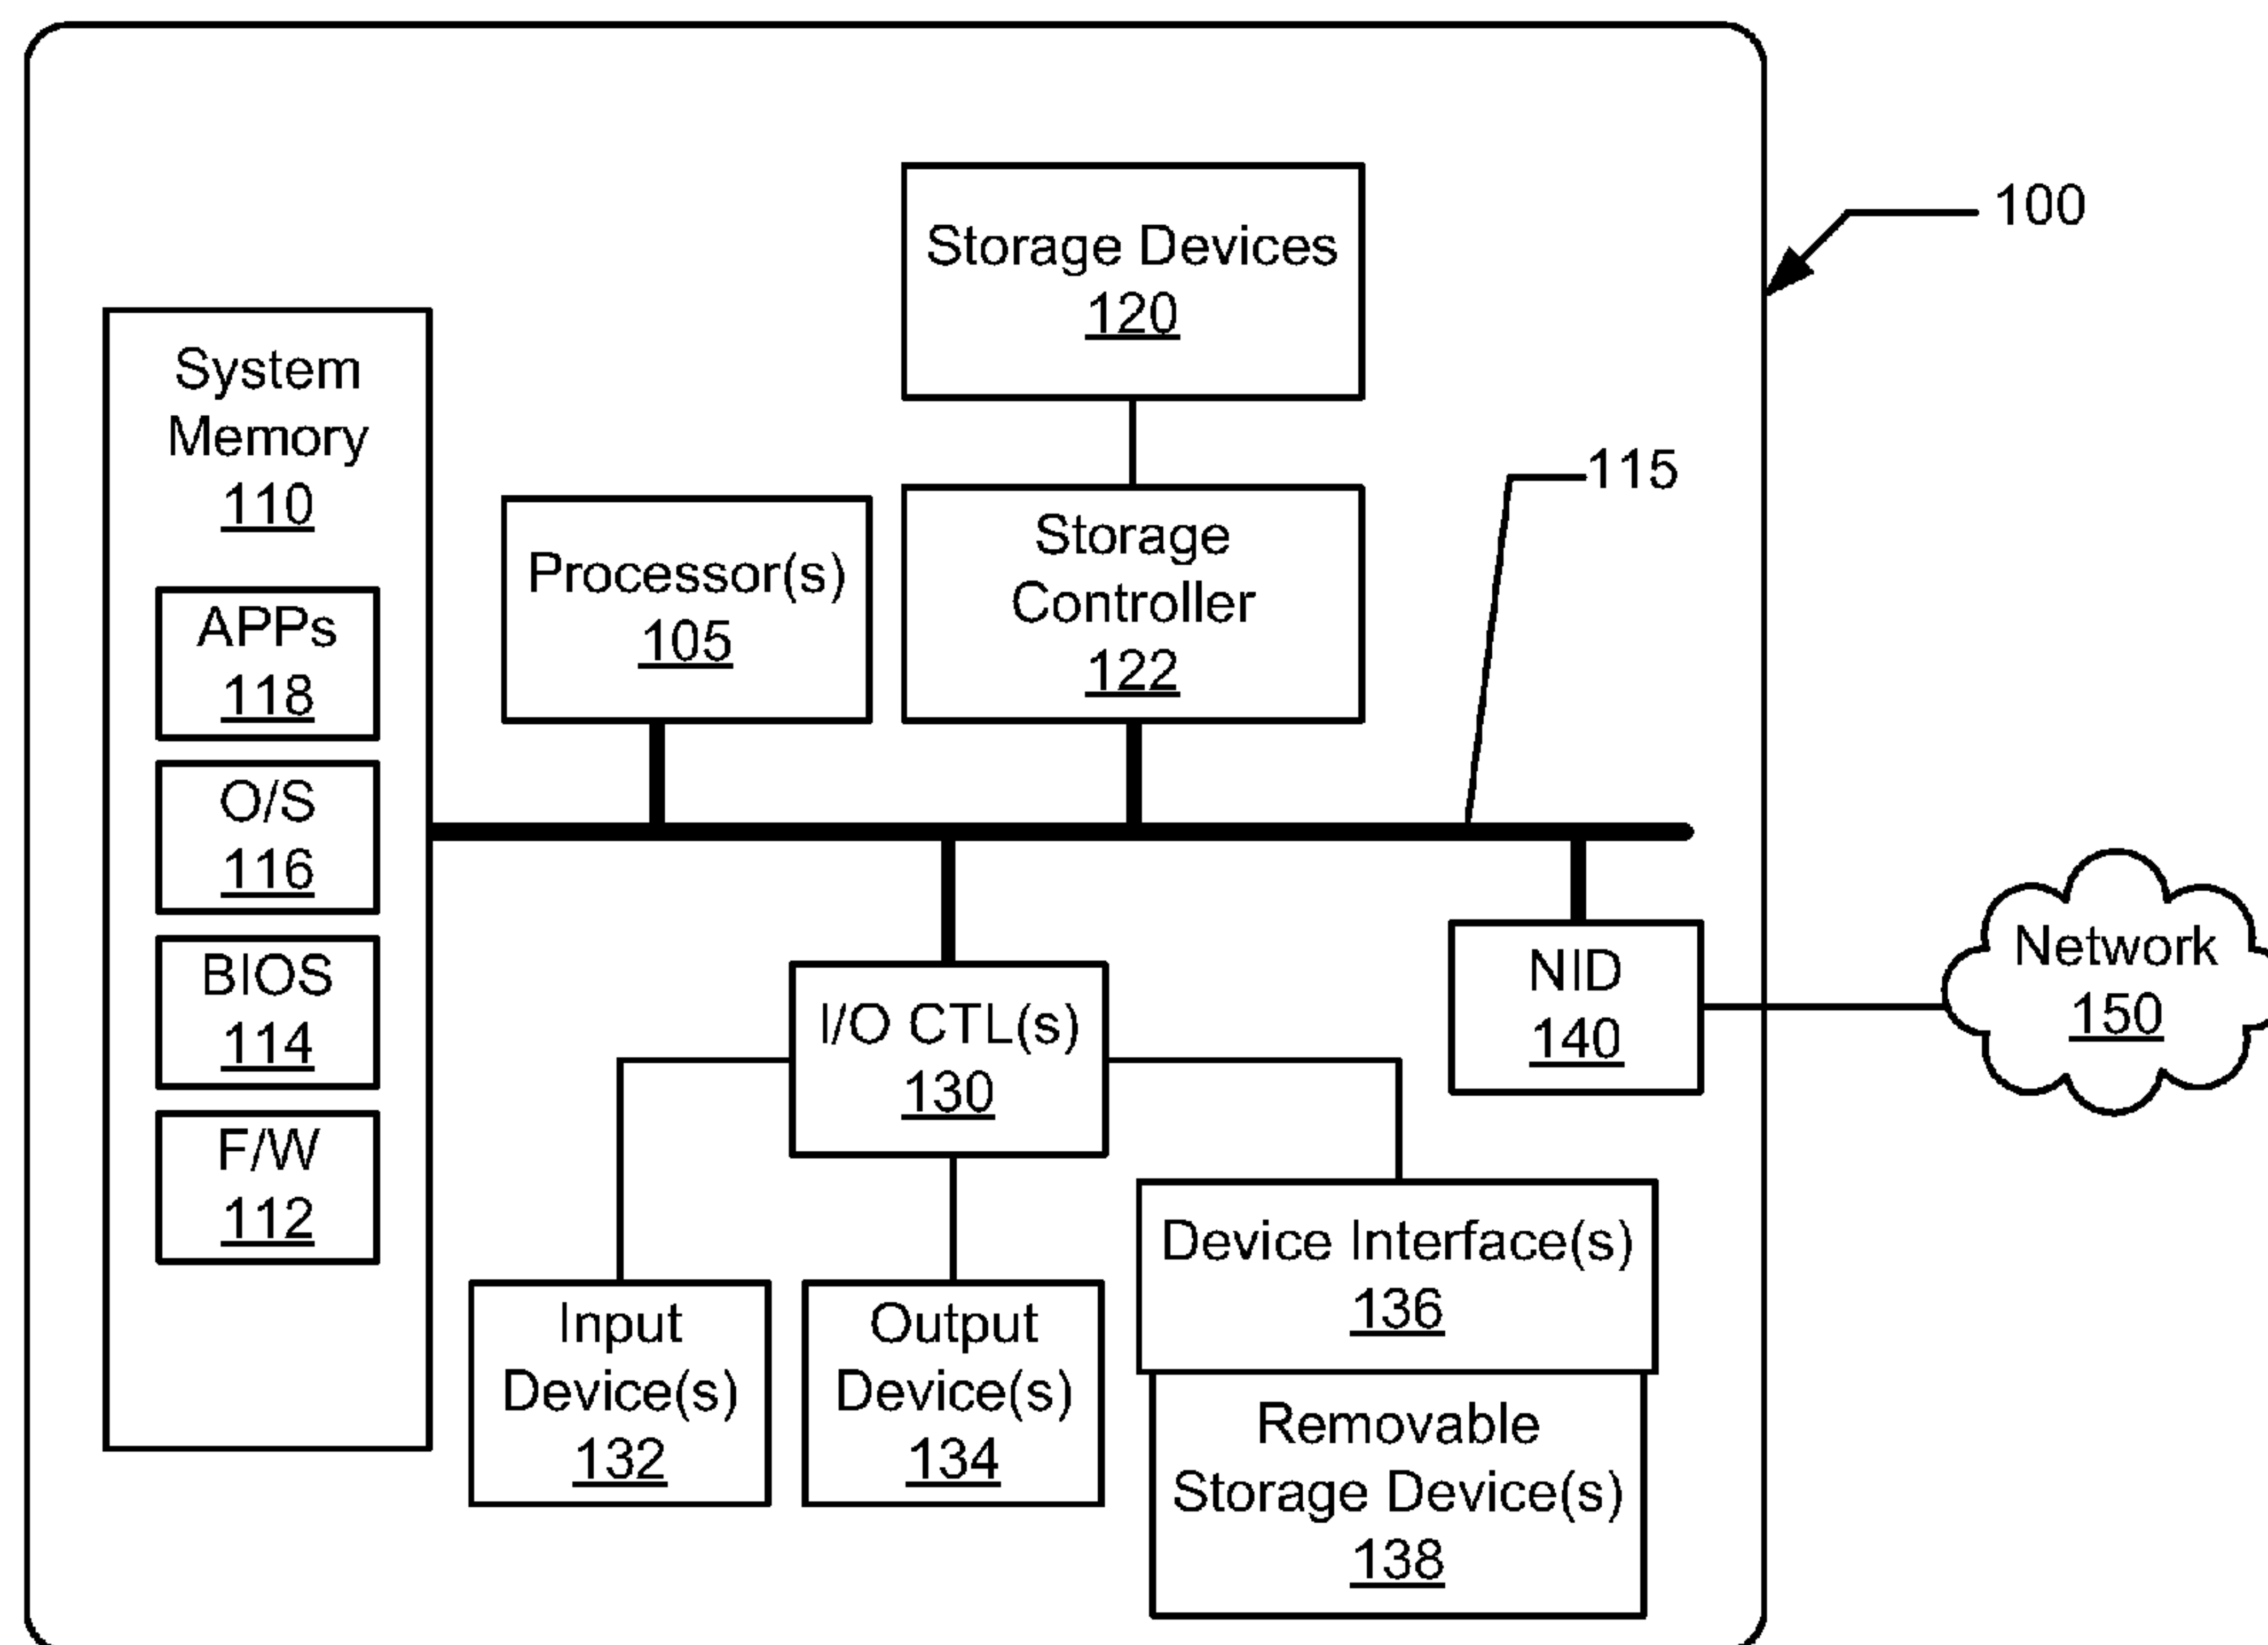 100
Storage Devices
120
System
Memory
110
115
Processor(s)
105
Storage
Controller
122
APPs
118
O/S
116
BIOS
114
F/W
112
I/O CTL(s)
130
NID
140
Network
150
Input
Device(s)
132
Output
Device(s)
134
Device Interface(s)
136
Removable
Storage Device(s)
138